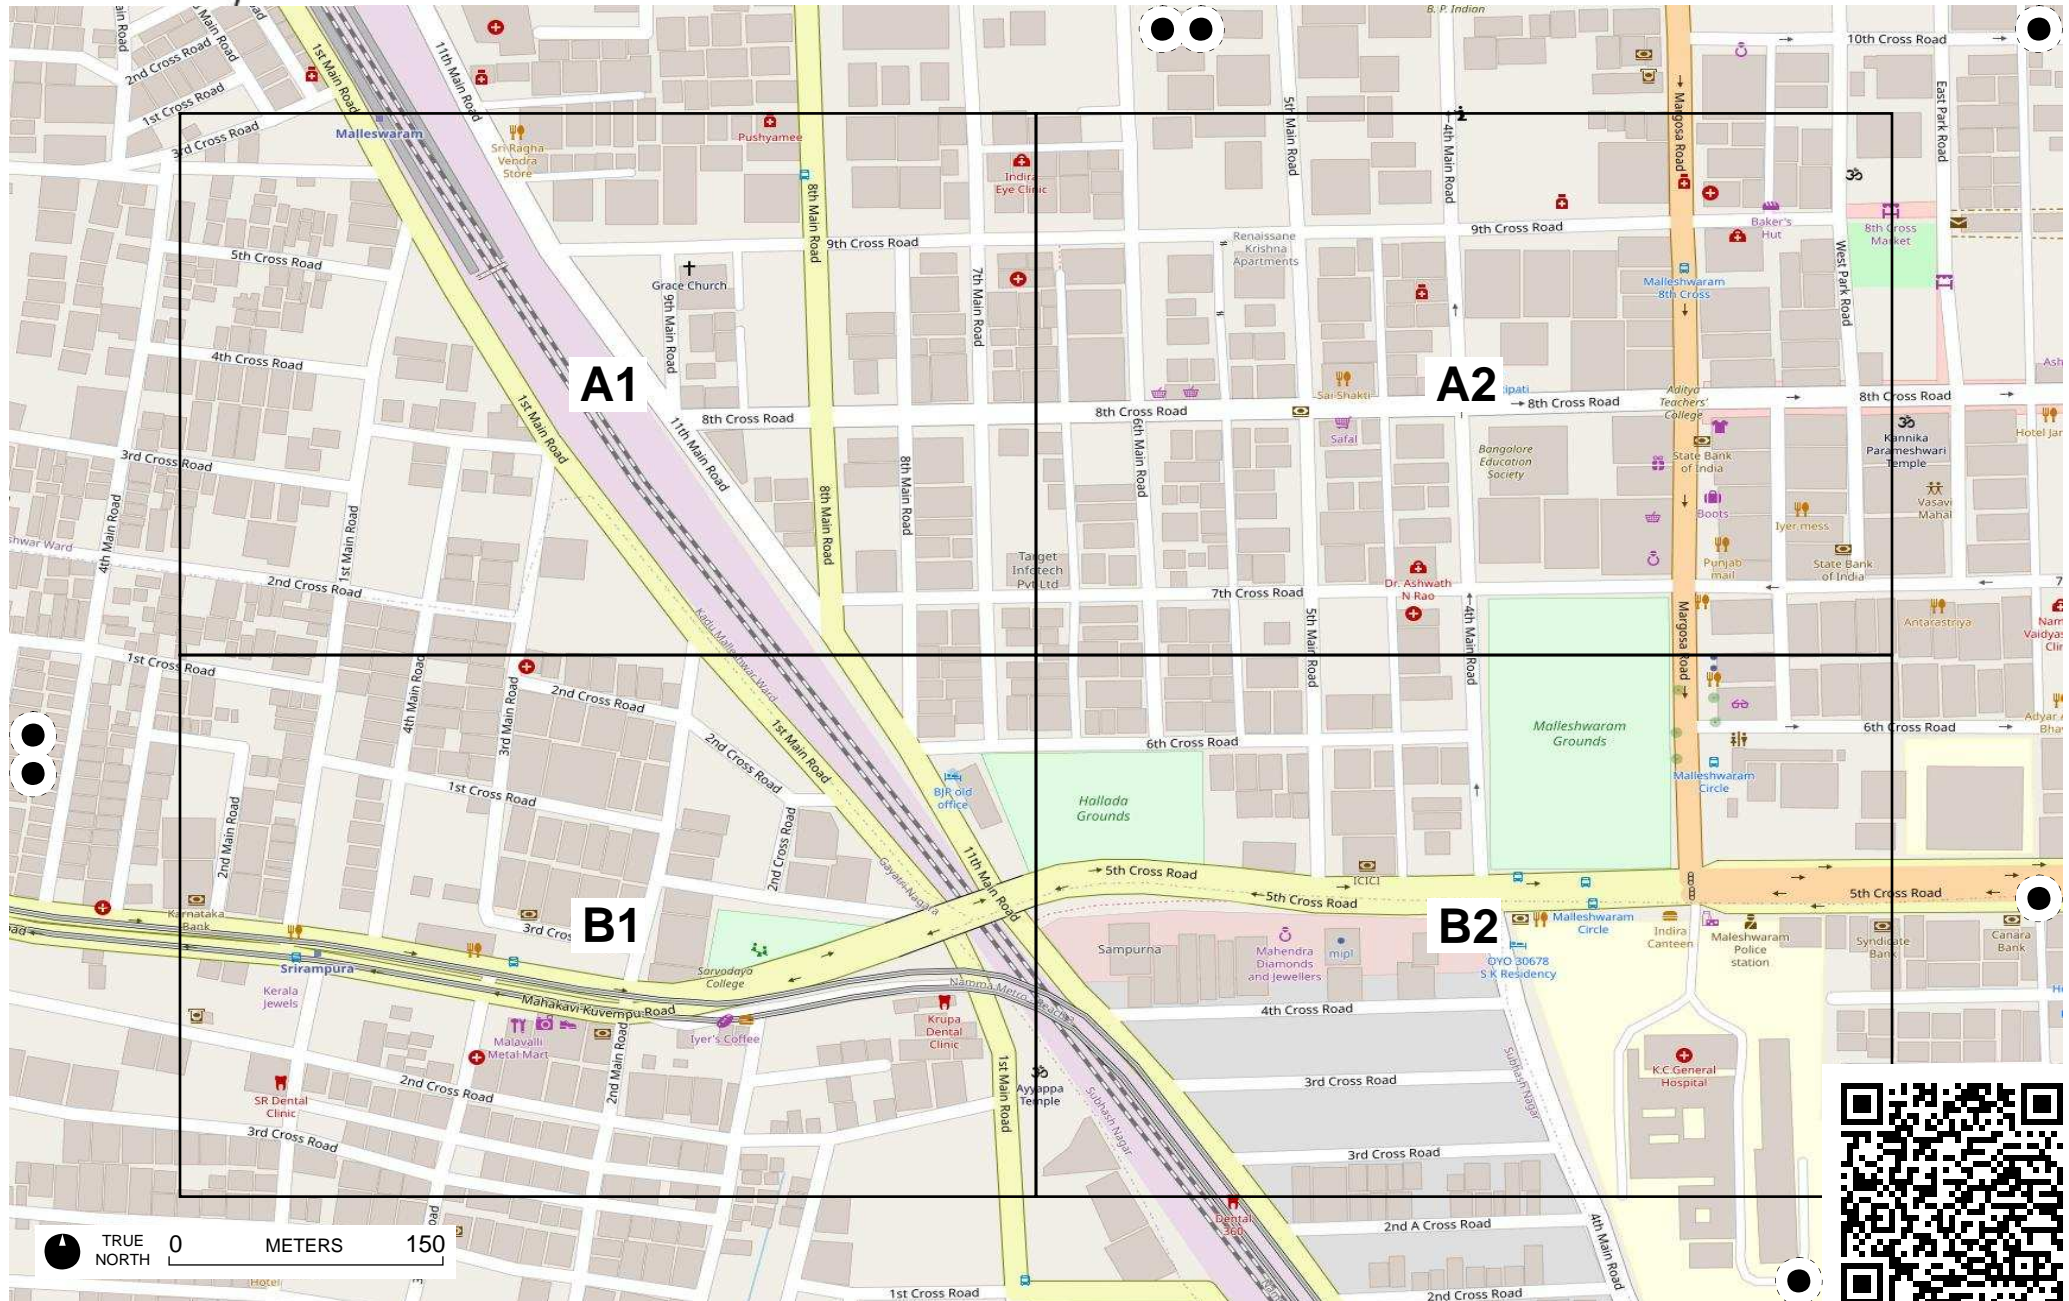 B. P. Indian
1st Main Road
11th Main Road
2nd Cross Road
1st Cross Road
3rd Cross Road
Malleswaram
Sri Ragha
Vendra
Store
Pushyamee
Indira
Eye Clinic
8th Main Road
5th Main Road
4th Main Road
Margosa Road
10th Cross Road
East Park Road
9th Cross Road
9th Cross Road
Renaissane
Krishna
Apartments
Baker's
Hut
8th Cross
Market
West Park Road
Malleshwaram
8th Cross
5th Cross Road
Grace Church
9th Main Road
7th Main Road
4th Cross Road
A1
A2
1st Main Road
11th Main Road
8th Cross Road
8th Cross Road
Sai Shakti
Safal
8th Cross Road
Aditya
Teachers'
College
8th Cross Road
Kannika
Parameshwari
Temple
Vasavi
Mahal
3rd Cross Road
4th Main Road
1st Main Road
8th Main Road
8th Main Road
6th Main Road
Bangalore
Education
Society
State Bank
of India
Boots
Iyer mess
Punjab
mail
State Bank
of India
2nd Cross Road
Target
Infotech
Pvt Ltd
7th Cross Road
Dr. Ashwath
N Rao
5th Main Road
4th Main Road
Margosa Road
Antarastriya
Kadu Malleshwar Ward
1st Cross Road
4th Main Road
3rd Main Road
2nd Cross Road
2nd Cross Road
1st Main Road
6th Cross Road
Malleshwaram
Grounds
6th Cross Road
Malleshwaram
Circle
BJP old
office
Hallada
Grounds
1st Cross Road
2nd Main Road
2nd Cross Road
Gayatri Nagara
11th Main Road
5th Cross Road
5th Cross Road
ICICI
5th Cross Road
Karnataka
Bank
B1
B2
Malleshwaram
Circle
Indira
Canteen
Maleshwaram
Police
station
Syndicate
Bank
Canara
Bank
Srirampura
Kerala
Jewels
Sarvodaya
College
Sampurna
Mahendra
Diamonds
and Jewellers
mipl
OYO 30678
S K Residency
Mahakavi Kuvempu Road
Malavalli
Metal Mart
Iyer's Coffee
Krupa
Dental
Clinic
4th Cross Road
Subhash Nagar
K.C.General
Hospital
2nd Cross Road
2nd Main Road
SR Dental
Clinic
1st Main Road
Ayyappa
Temple
Subhash Nagar
3rd Cross Road
3rd Cross Road
3rd Cross Road
Dental
360
2nd A Cross Road
4th Main Road
TRUE
NORTH
0 METERS 150
1st Cross Road
2nd Cross Road